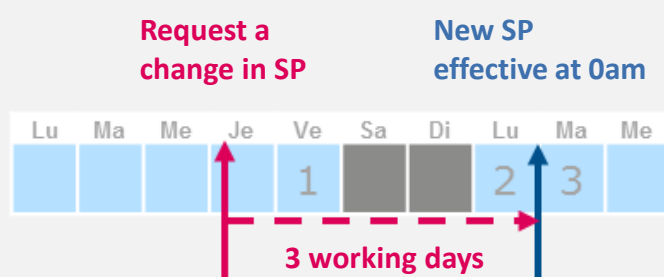 Request a
change in SP
New SP
effective at 0am
Lu Ma Me Je Ve Sa Di Lu Ma Me
1 2 3
3 working days